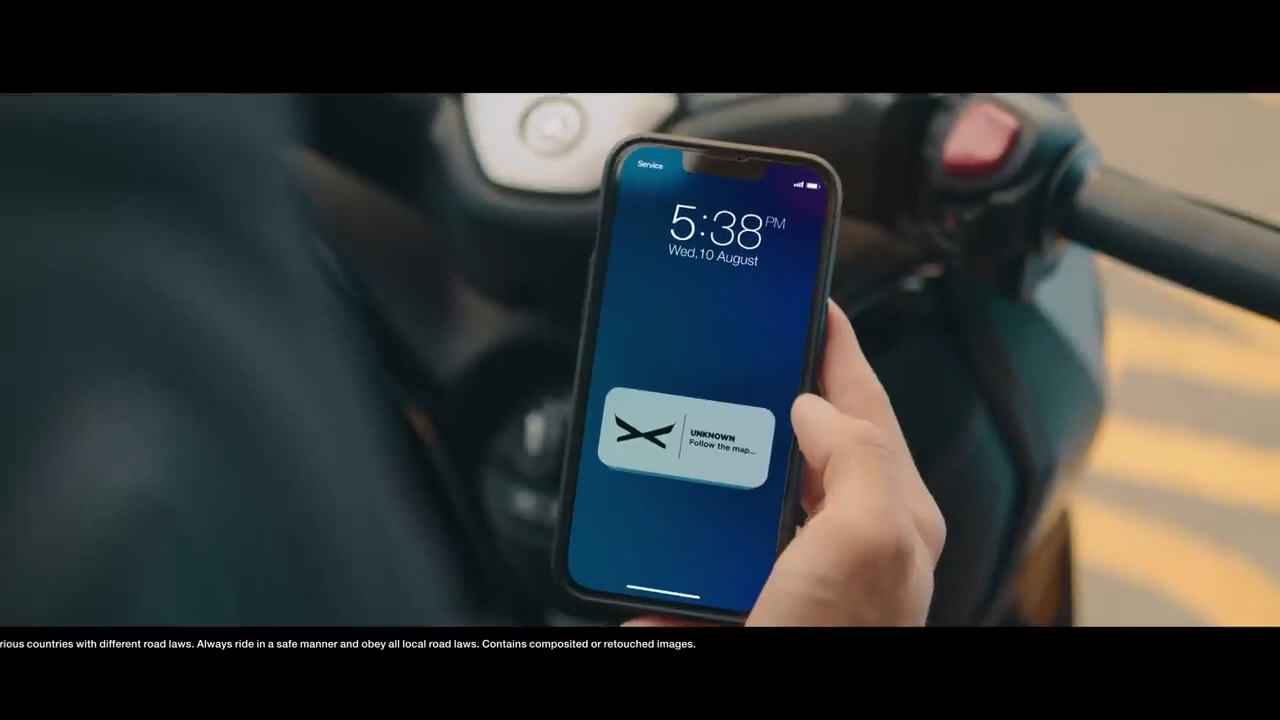 Service
5:38 PM
Wed,10 August
UNKNOWN
Follow the map...
rious countries with different road laws. Always ride in a safe manner and obey all local road laws. Contains composited or retouched images.